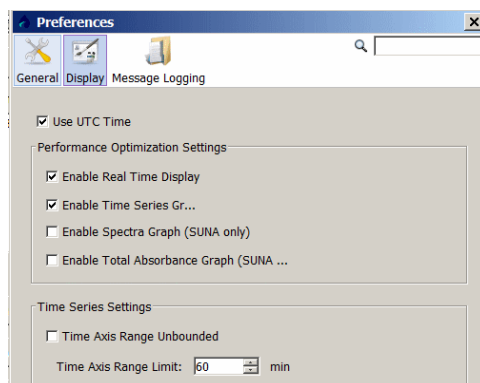 Preferences
General Display Message Logging
Use UTC Time
Performance Optimization Settings
Enable Real Time Display
Enable Time Series Gr...
Enable Spectra Graph (SUNA only)
Enable Total Absorbance Graph (SUNA ...
Time Series Settings
Time Axis Range Unbounded
Time Axis Range Limit: 60 min